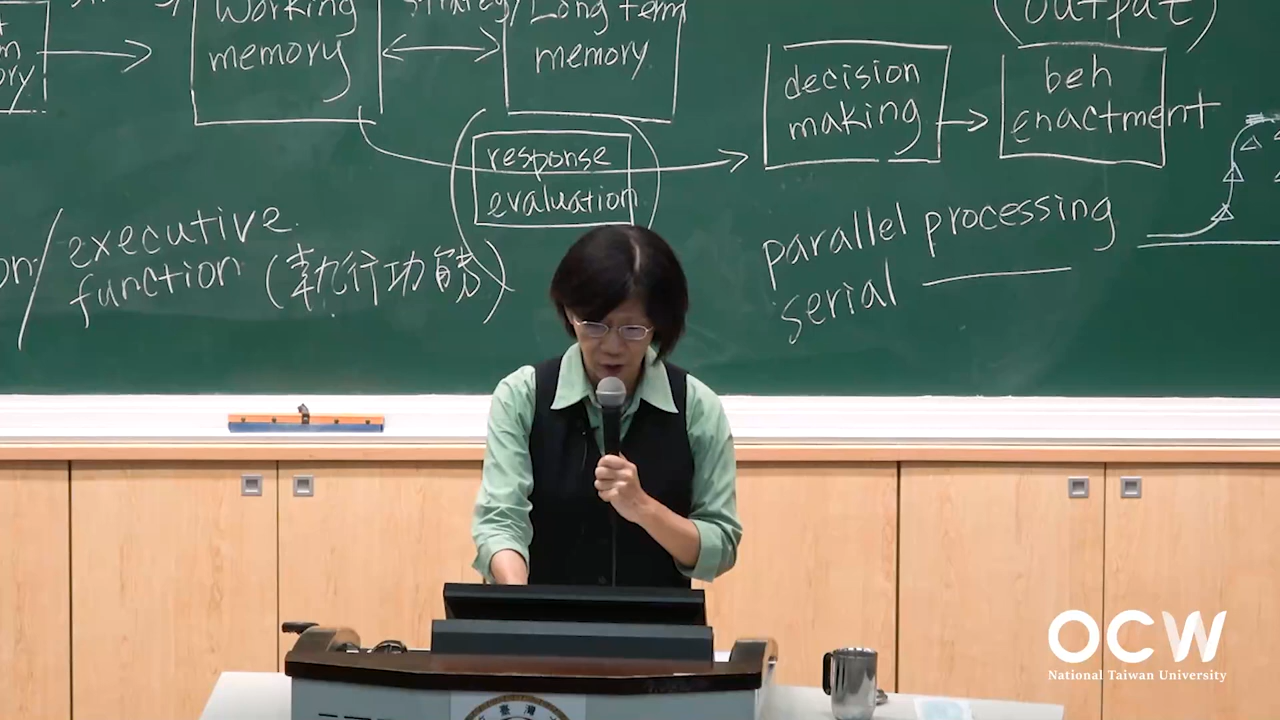 Working
memory
Long term
memory
(output)
decision
making
beh
enactment
response
evaluation
executive
function (執行功能)
parallel processing
serial
OCW
National Taiwan University